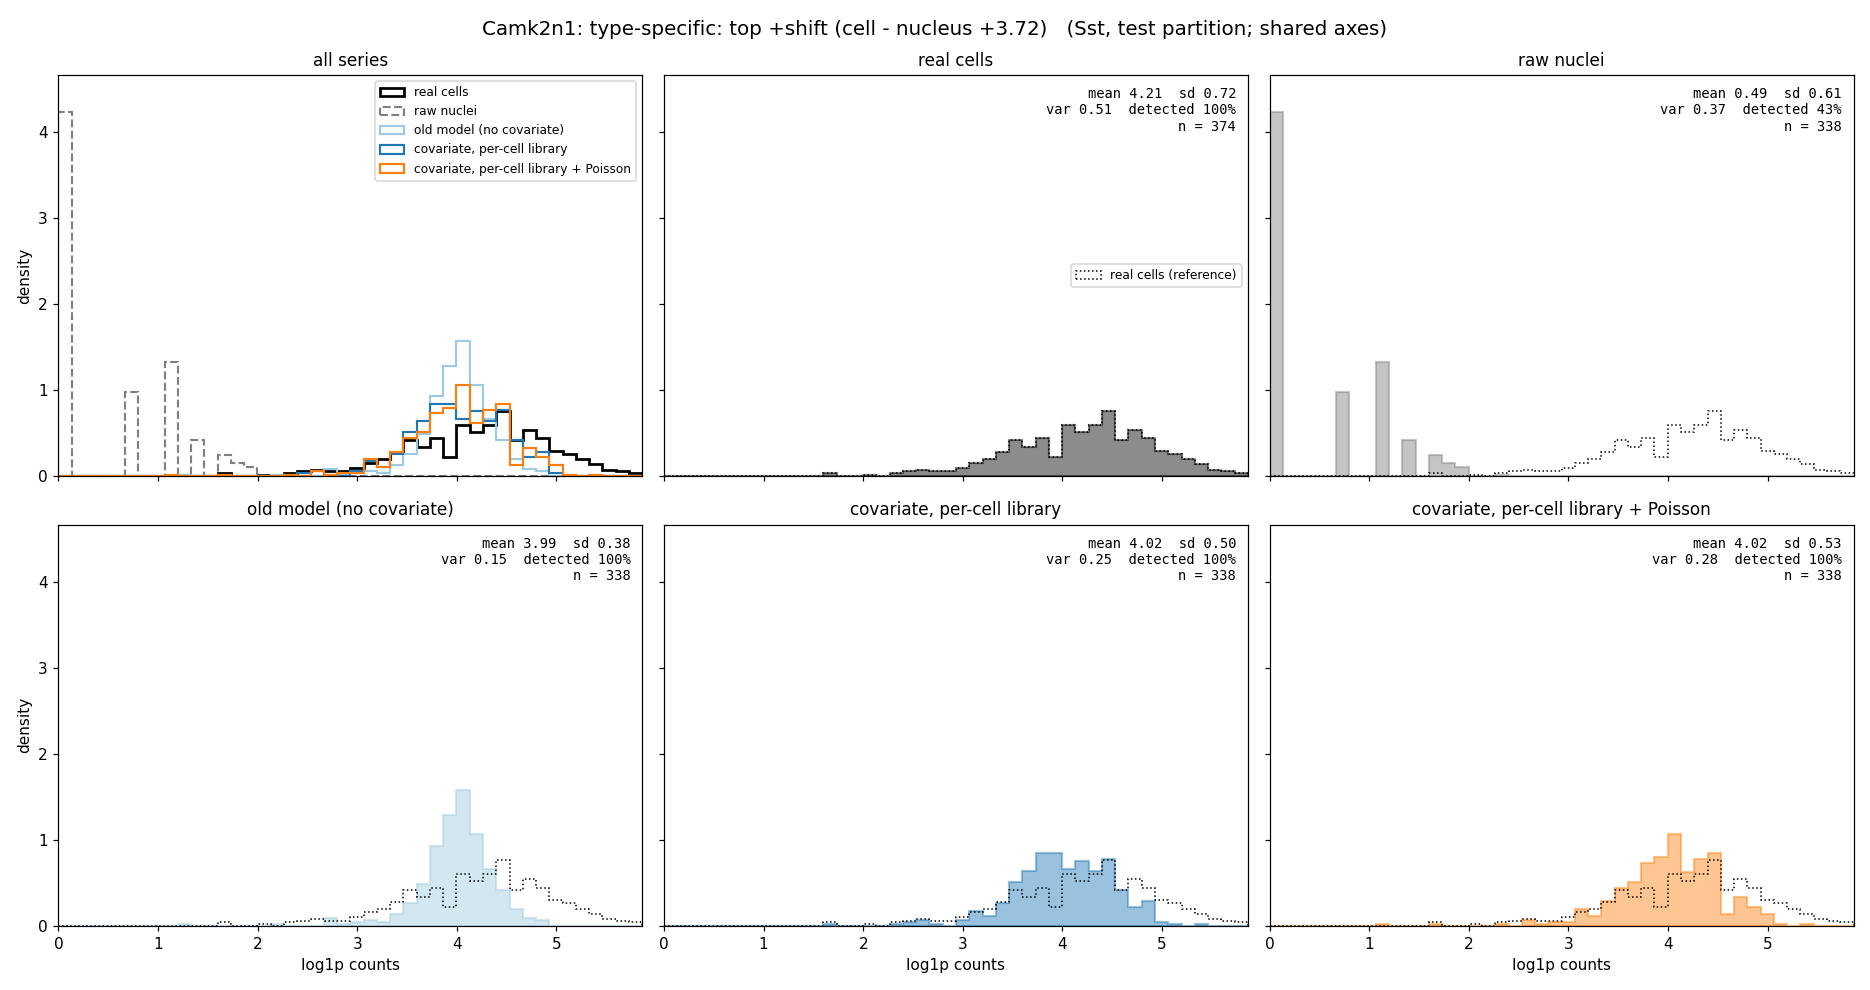 Camk2n1: type-specific: top +shift (cell - nucleus +3.72)   (Sst, test partition; shared axes)
all series
density
4
3
2
1
0
real cells
raw nuclei
old model (no covariate)
covariate, per-cell library
covariate, per-cell library + Poisson
real cells
mean 4.21  sd 0.72
var 0.51  detected 100%
n = 374
real cells (reference)
raw nuclei
mean 0.49  sd 0.61
var 0.37  detected 43%
n = 338
old model (no covariate)
density
4
3
2
1
0
mean 3.99  sd 0.38
var 0.15  detected 100%
n = 338
0 1 2 3 4 5
log1p counts
covariate, per-cell library
mean 4.02  sd 0.50
var 0.25  detected 100%
n = 338
0 1 2 3 4 5
log1p counts
covariate, per-cell library + Poisson
mean 4.02  sd 0.53
var 0.28  detected 100%
n = 338
0 1 2 3 4 5
log1p counts